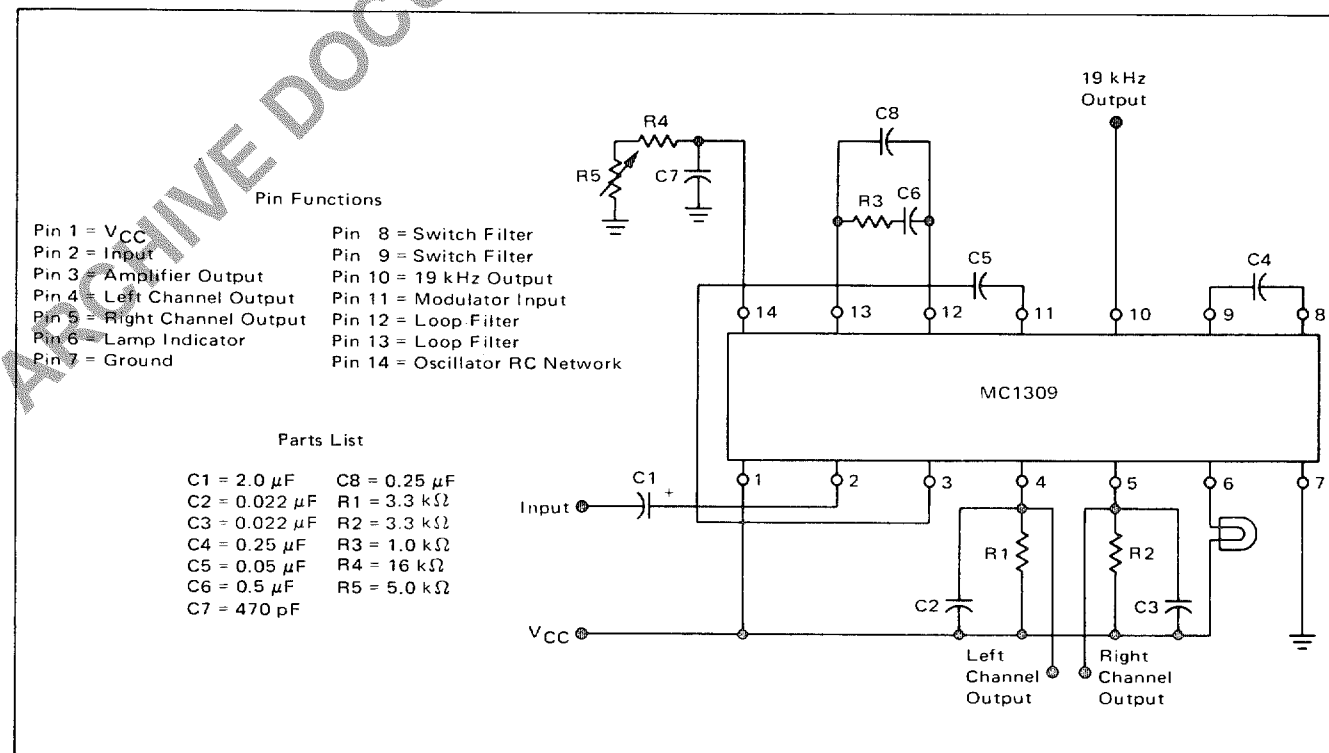 ARCHIVE DOCU
Pin Functions
Pin 1 = VCC
Pin 2 = Input
Pin 3 = Amplifier Output
Pin 4 = Left Channel Output
Pin 5 = Right Channel Output
Pin 6 = Lamp Indicator
Pin 7 = Ground
Pin 8 = Switch Filter
Pin 9 = Switch Filter
Pin 10 = 19 kHz Output
Pin 11 = Modulator Input
Pin 12 = Loop Filter
Pin 13 = Loop Filter
Pin 14 = Oscillator RC Network
Parts List
C1 = 2.0 μF
C2 = 0.022 μF
C3 = 0.022 μF
C4 = 0.25 μF
C5 = 0.05 μF
C6 = 0.5 μF
C7 = 470 pF
C8 = 0.25 μF
R1 = 3.3 kΩ
R2 = 3.3 kΩ
R3 = 1.0 kΩ
R4 = 16 kΩ
R5 = 5.0 kΩ
19 kHz
Output
R4
R5
C7
C8
R3
C6
C5
C4
14
13
12
11
10
9
8
MC1309
Input
C1
+
1
2
3
4
5
6
7
R1
R2
C2
C3
VCC
Left
Channel
Output
Right
Channel
Output